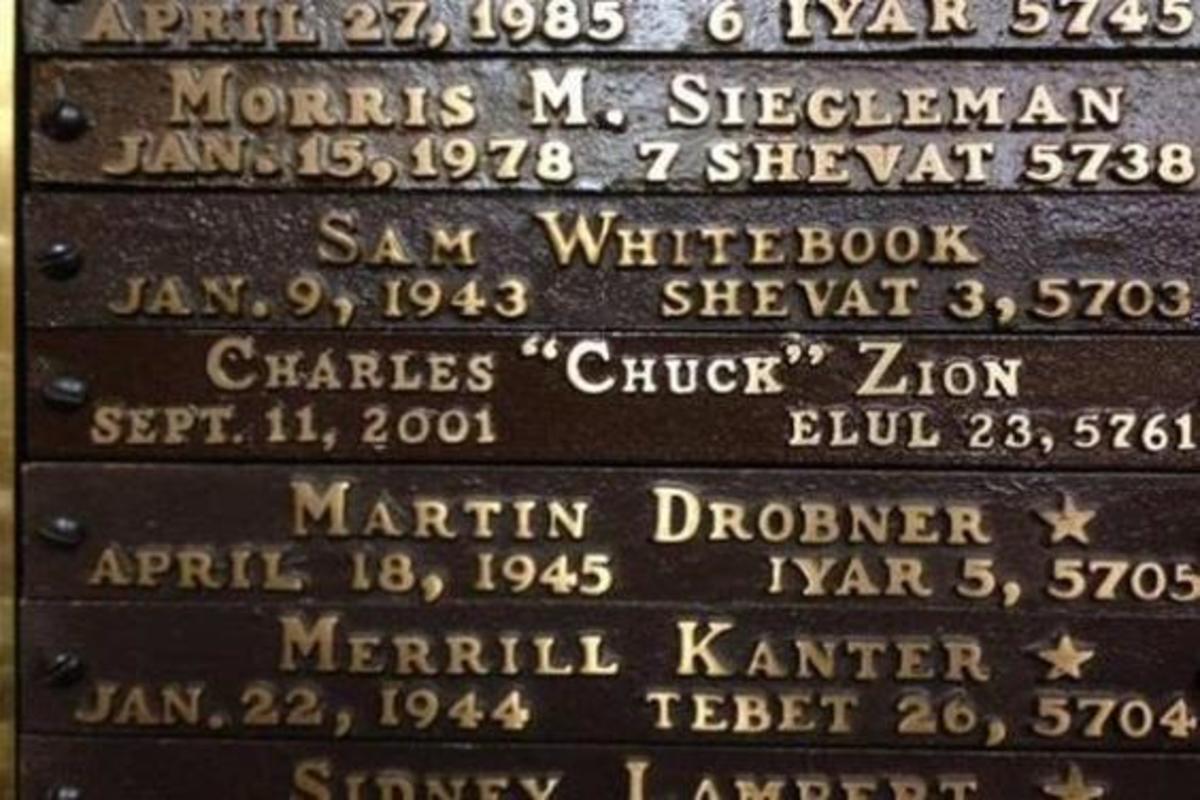 APRIL 27, 1985 6 IYAR 5745
MORRIS M. SIEGLEMAN
JAN. 15, 1978 7 SHEVAT 5738
SAM WHITEBOOK
JAN. 9, 1943 SHEVAT 3, 5703
CHARLES “CHUCK” ZION
SEPT. 11, 2001 ELUL 23, 5761
MARTIN DROBNER ★
APRIL 18, 1945 IYAR 5, 5705
MERRILL KANTER ★
JAN. 22, 1944 TEBET 26, 5704
SIDNEY LAMPERT ★